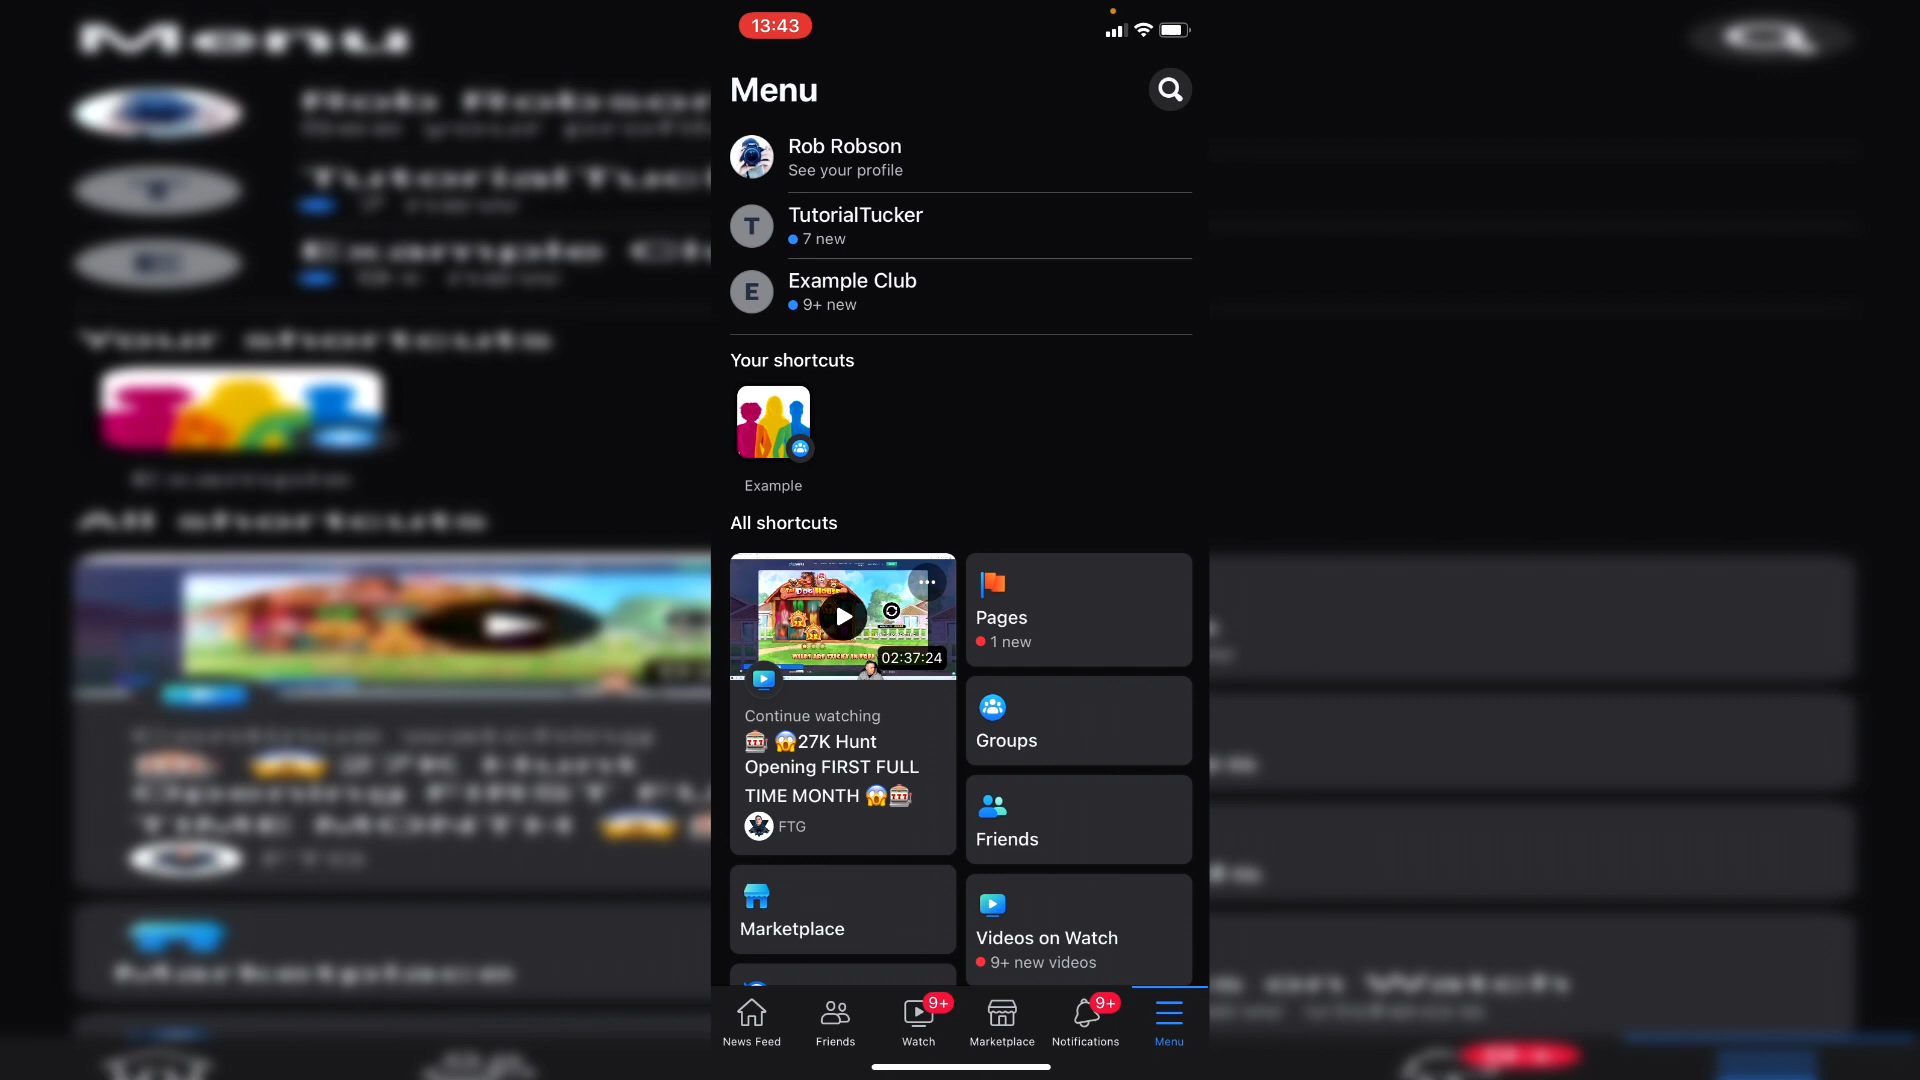 13:43
Menu
Rob Robson
See your profile
T
TutorialTucker
7 new
E
Example Club
9+ new
Your shortcuts
Example
All shortcuts
02:37:24
Continue watching
🎰 😱27K Hunt
Opening FIRST FULL
TIME MONTH 😱🎰
FTG
Pages
1 new
Groups
Friends
Marketplace
Videos on Watch
9+ new videos
9+
9+
News Feed
Friends
Watch
Marketplace
Notifications
Menu